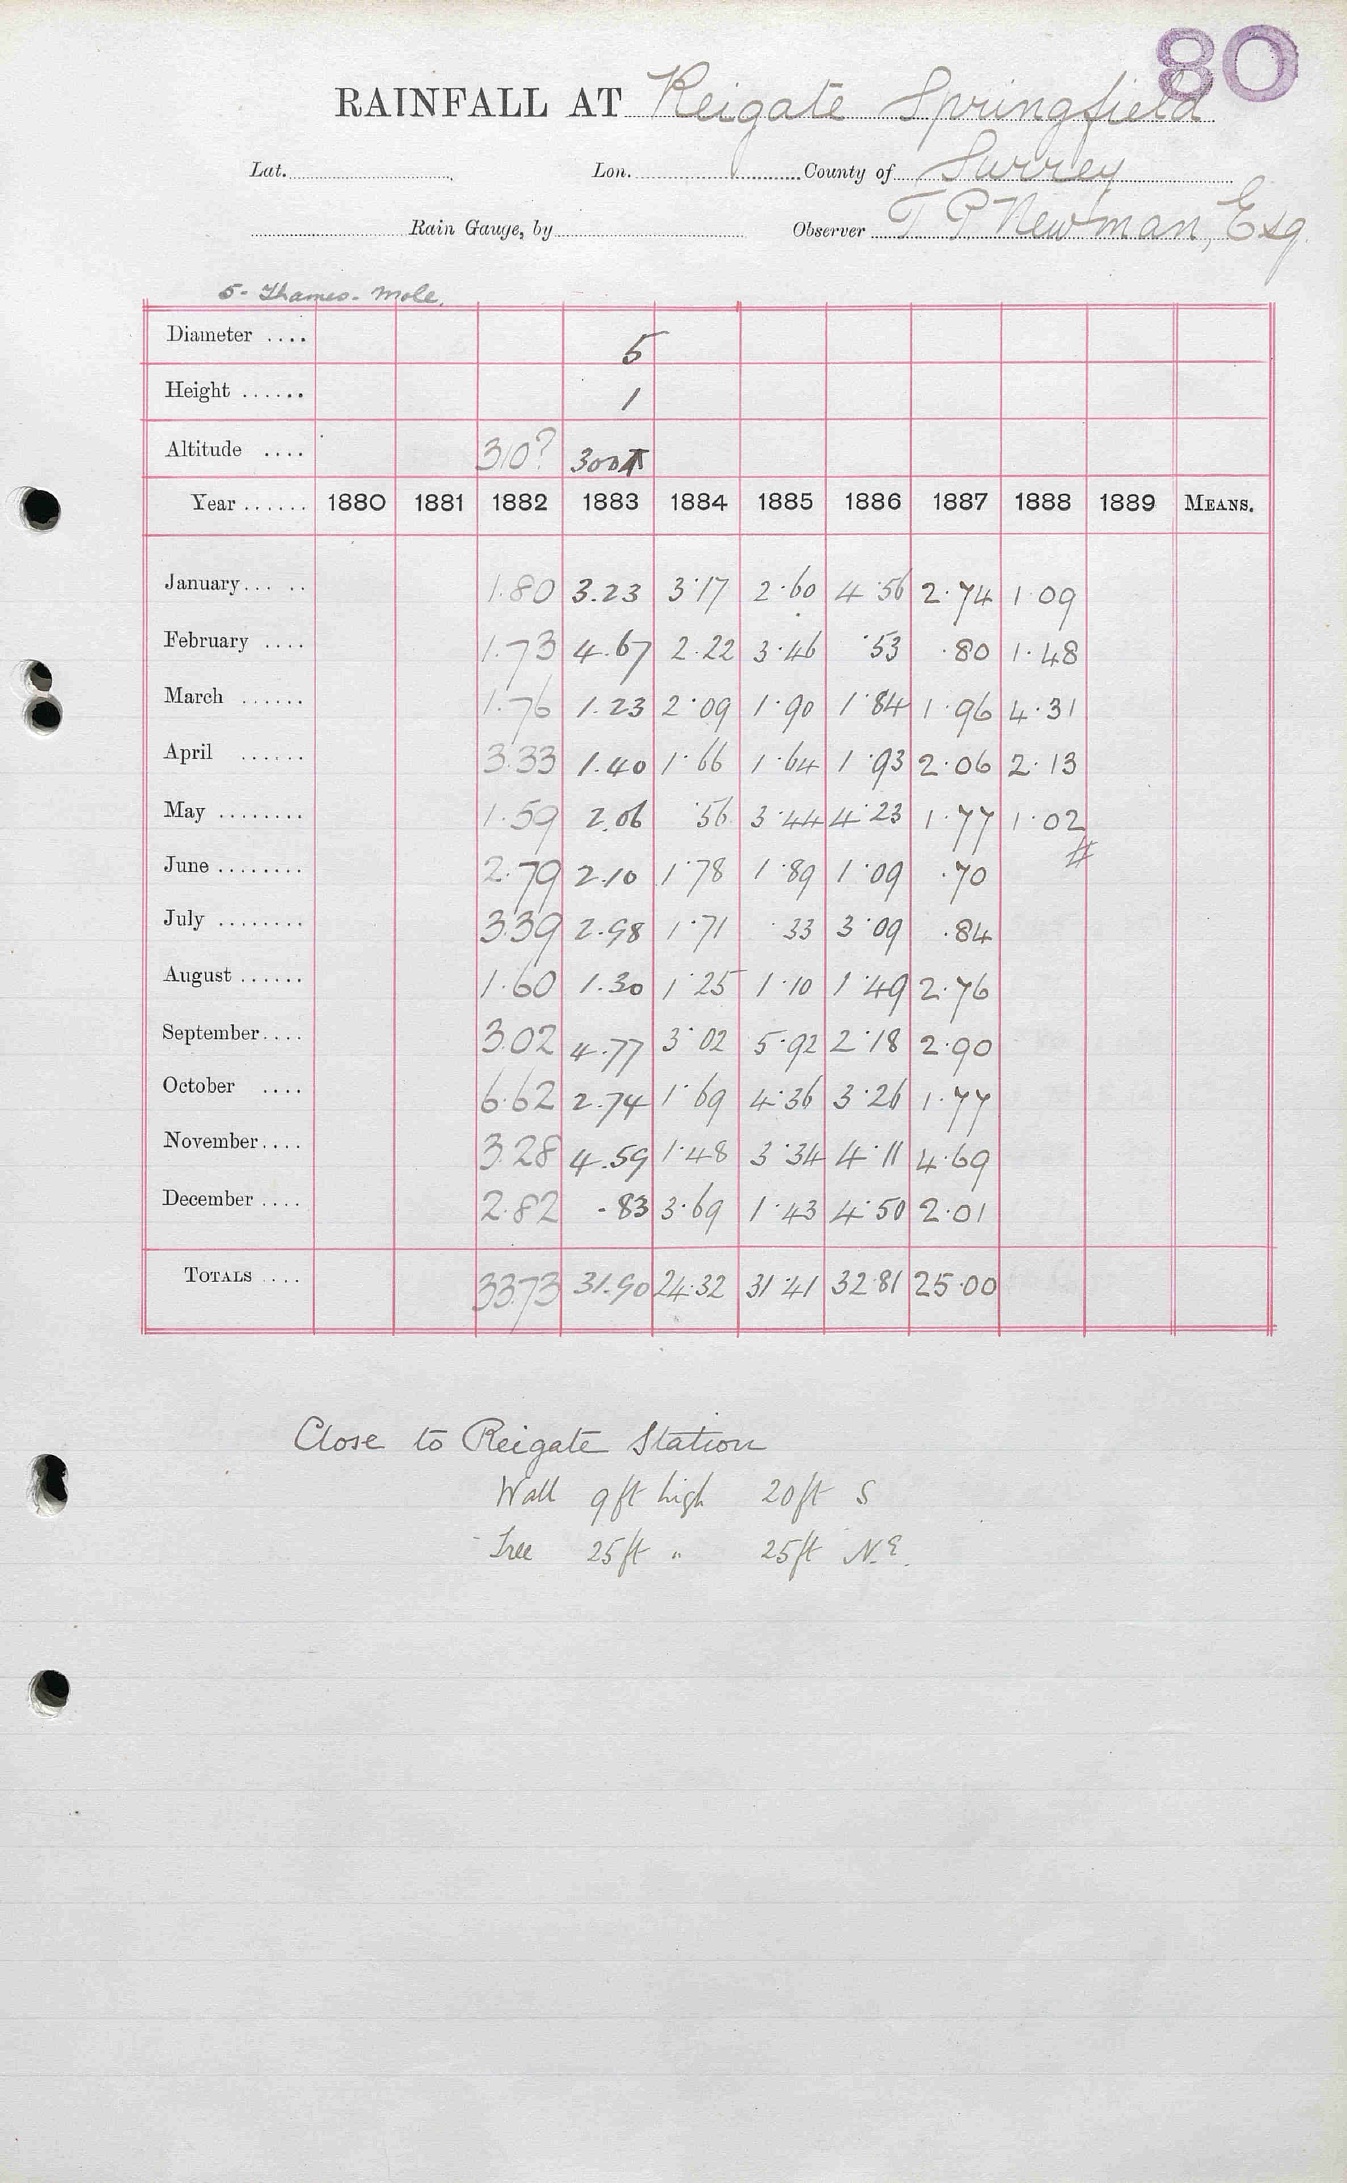 80
RAINFALL AT Reigate Springfield
Lat. Lon. County of Surrey
Rain Gauge, by Observer T P Newman, Esq.
5 - Thames - Mole.
Diameter .... 5
Height ...... 1
Altitude .... 310? 300
Year ...... 1880 1881 1882 1883 1884 1885 1886 1887 1888 1889 MEANS.
January... .. 1.80 3.23 3.17 2.60 4.56 2.74 1.09
February .... 1.73 4.67 2.22 3.46 .53 .80 1.48
March ...... 1.76 1.23 2.09 1.90 1.84 1.96 4.31
April ...... 3.33 1.40 1.66 1.64 1.93 2.06 2.13
May ........ 1.59 2.06 .56 3.44 4.23 1.77 1.02
June ........ 2.79 2.10 1.78 1.89 1.09 .70 #
July ........ 3.39 2.98 1.71 .33 3.09 .84
August ...... 1.60 1.30 1.25 1.10 1.49 2.76
September.... 3.02 4.77 3.02 5.92 2.18 2.90
October .... 6.62 2.74 1.69 4.36 3.26 1.77
November.... 3.28 4.59 1.48 3.34 4.11 4.69
December .... 2.82 .83 3.69 1.43 4.50 2.01
TOTALS .... 33.73 31.90 24.32 31.41 32.81 25.00
Close to Reigate Station
Wall 9ft high 20ft S
Tree 25ft " 25ft N.E.